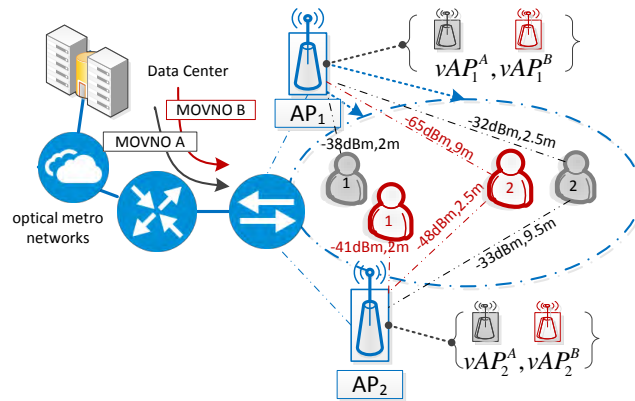 Data Center
MOVNO B
MOVNO A
optical metro
networks
AP₁
vAP₁ᴬ, vAP₁ᴮ
-38dBm,2m
-65dBm,9m
-32dBm,2.5m
1
2
2
1
-41dBm,2m
-48dBm,2.5m
-33dBm,9.5m
AP₂
vAP₂ᴬ, vAP₂ᴮ